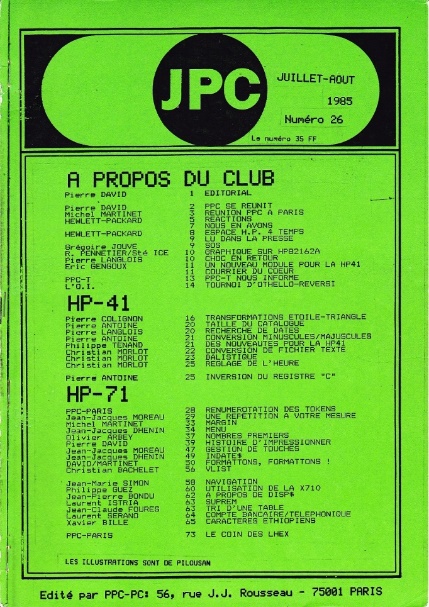 JPC
JUILLET-AOUT
1985
Numéro 26
Le numéro 35 FF
A PROPOS DU CLUB
Pierre DAVID 1 EDITORIAL
Pierre DAVID 2 PPC SE REUNIT
Michel MARTINET 3 REUNION PPC A PARIS
HEWLETT-PACKARD 5 REACTIONS
7 NOUS EN AVONS
HEWLETT-PACKARD 8 ESPACE H.P. 4 TEMPS
9 LU DANS LA PRESSE
Grégoire JOUVE 9 SOS
R. PENNETIER/Sté ICE 10 GRAPHIQUE SUR HP82162A
Pierre LANGLOIS 10 CHOC EN RETOUR
Eric GENGOUX 11 UN NOUVEAU MODULE POUR LA HP41
11 COURRIER DU COEUR
PPC-T 13 PPC-T NOUS INFORME
L'O.I. 14 TOURNOI D'OTHELLO-REVERSI
HP-41
Pierre COLIGNON 16 TRANSFORMATIONS ETOILE-TRIANGLE
Pierre ANTOINE 20 TAILLE DU CATALOGUE
Pierre LANGLOIS 20 RECHERCHE DE DATES
Pierre ANTOINE 21 CONVERSION MINUSCULES/MAJUSCULES
Philippe TENAND 21 DES NOUVEAUTES POUR LA HP41
Christian MORLOT 22 CONVERSION DE FICHIER TEXTE
Christian MORLOT 23 BALISTIQUE
Christian MORLOT 25 REGLAGE DE L'HEURE
Pierre ANTOINE 25 INVERSION DU REGISTRE "C"
HP-71
PPC-PARIS 28 RENUMEROTATION DES TOKENS
Jean-Jacques MOREAU 29 UNE REPETITION A VOTRE MESURE
Michel MARTINET 33 MARGIN
Jean-Jacques DHENIN 34 MENU
Olivier ARBEY 37 NOMBRES PREMIERS
Pierre DAVID 39 HISTOIRE D'IMPRESSIONNER
Jean-Jacques MOREAU 47 GESTION DE TOUCHES
Jean-Jacques DHENIN 49 INDATE$
DAVID/MARTINET 50 FORMATTONS, FORMATTONS !
Christian BACHELET 56 VLIST
Jean-Marie SIMON 58 NAVIGATION
Philippe GUEZ 60 UTILISATION DE LA X710
Jean-Pierre BONDU 62 A PROPOS DE DISP$
Laurent ISTRIA 63 SUPREM
Jean-Claude FOUREG 63 TRI D'UNE TABLE
Laurent SERANO 64 COMPTE BANCAIRE/TELEPHONIQUE
Xavier BILLE 65 CARACTERES ETHIOPIENS
PPC-PARIS 73 LE COIN DES LHEX
LES ILLUSTRATIONS SONT DE PILOUSAN
Edité par PPC-PC: 56, rue J.J. Rousseau - 75001 PARIS